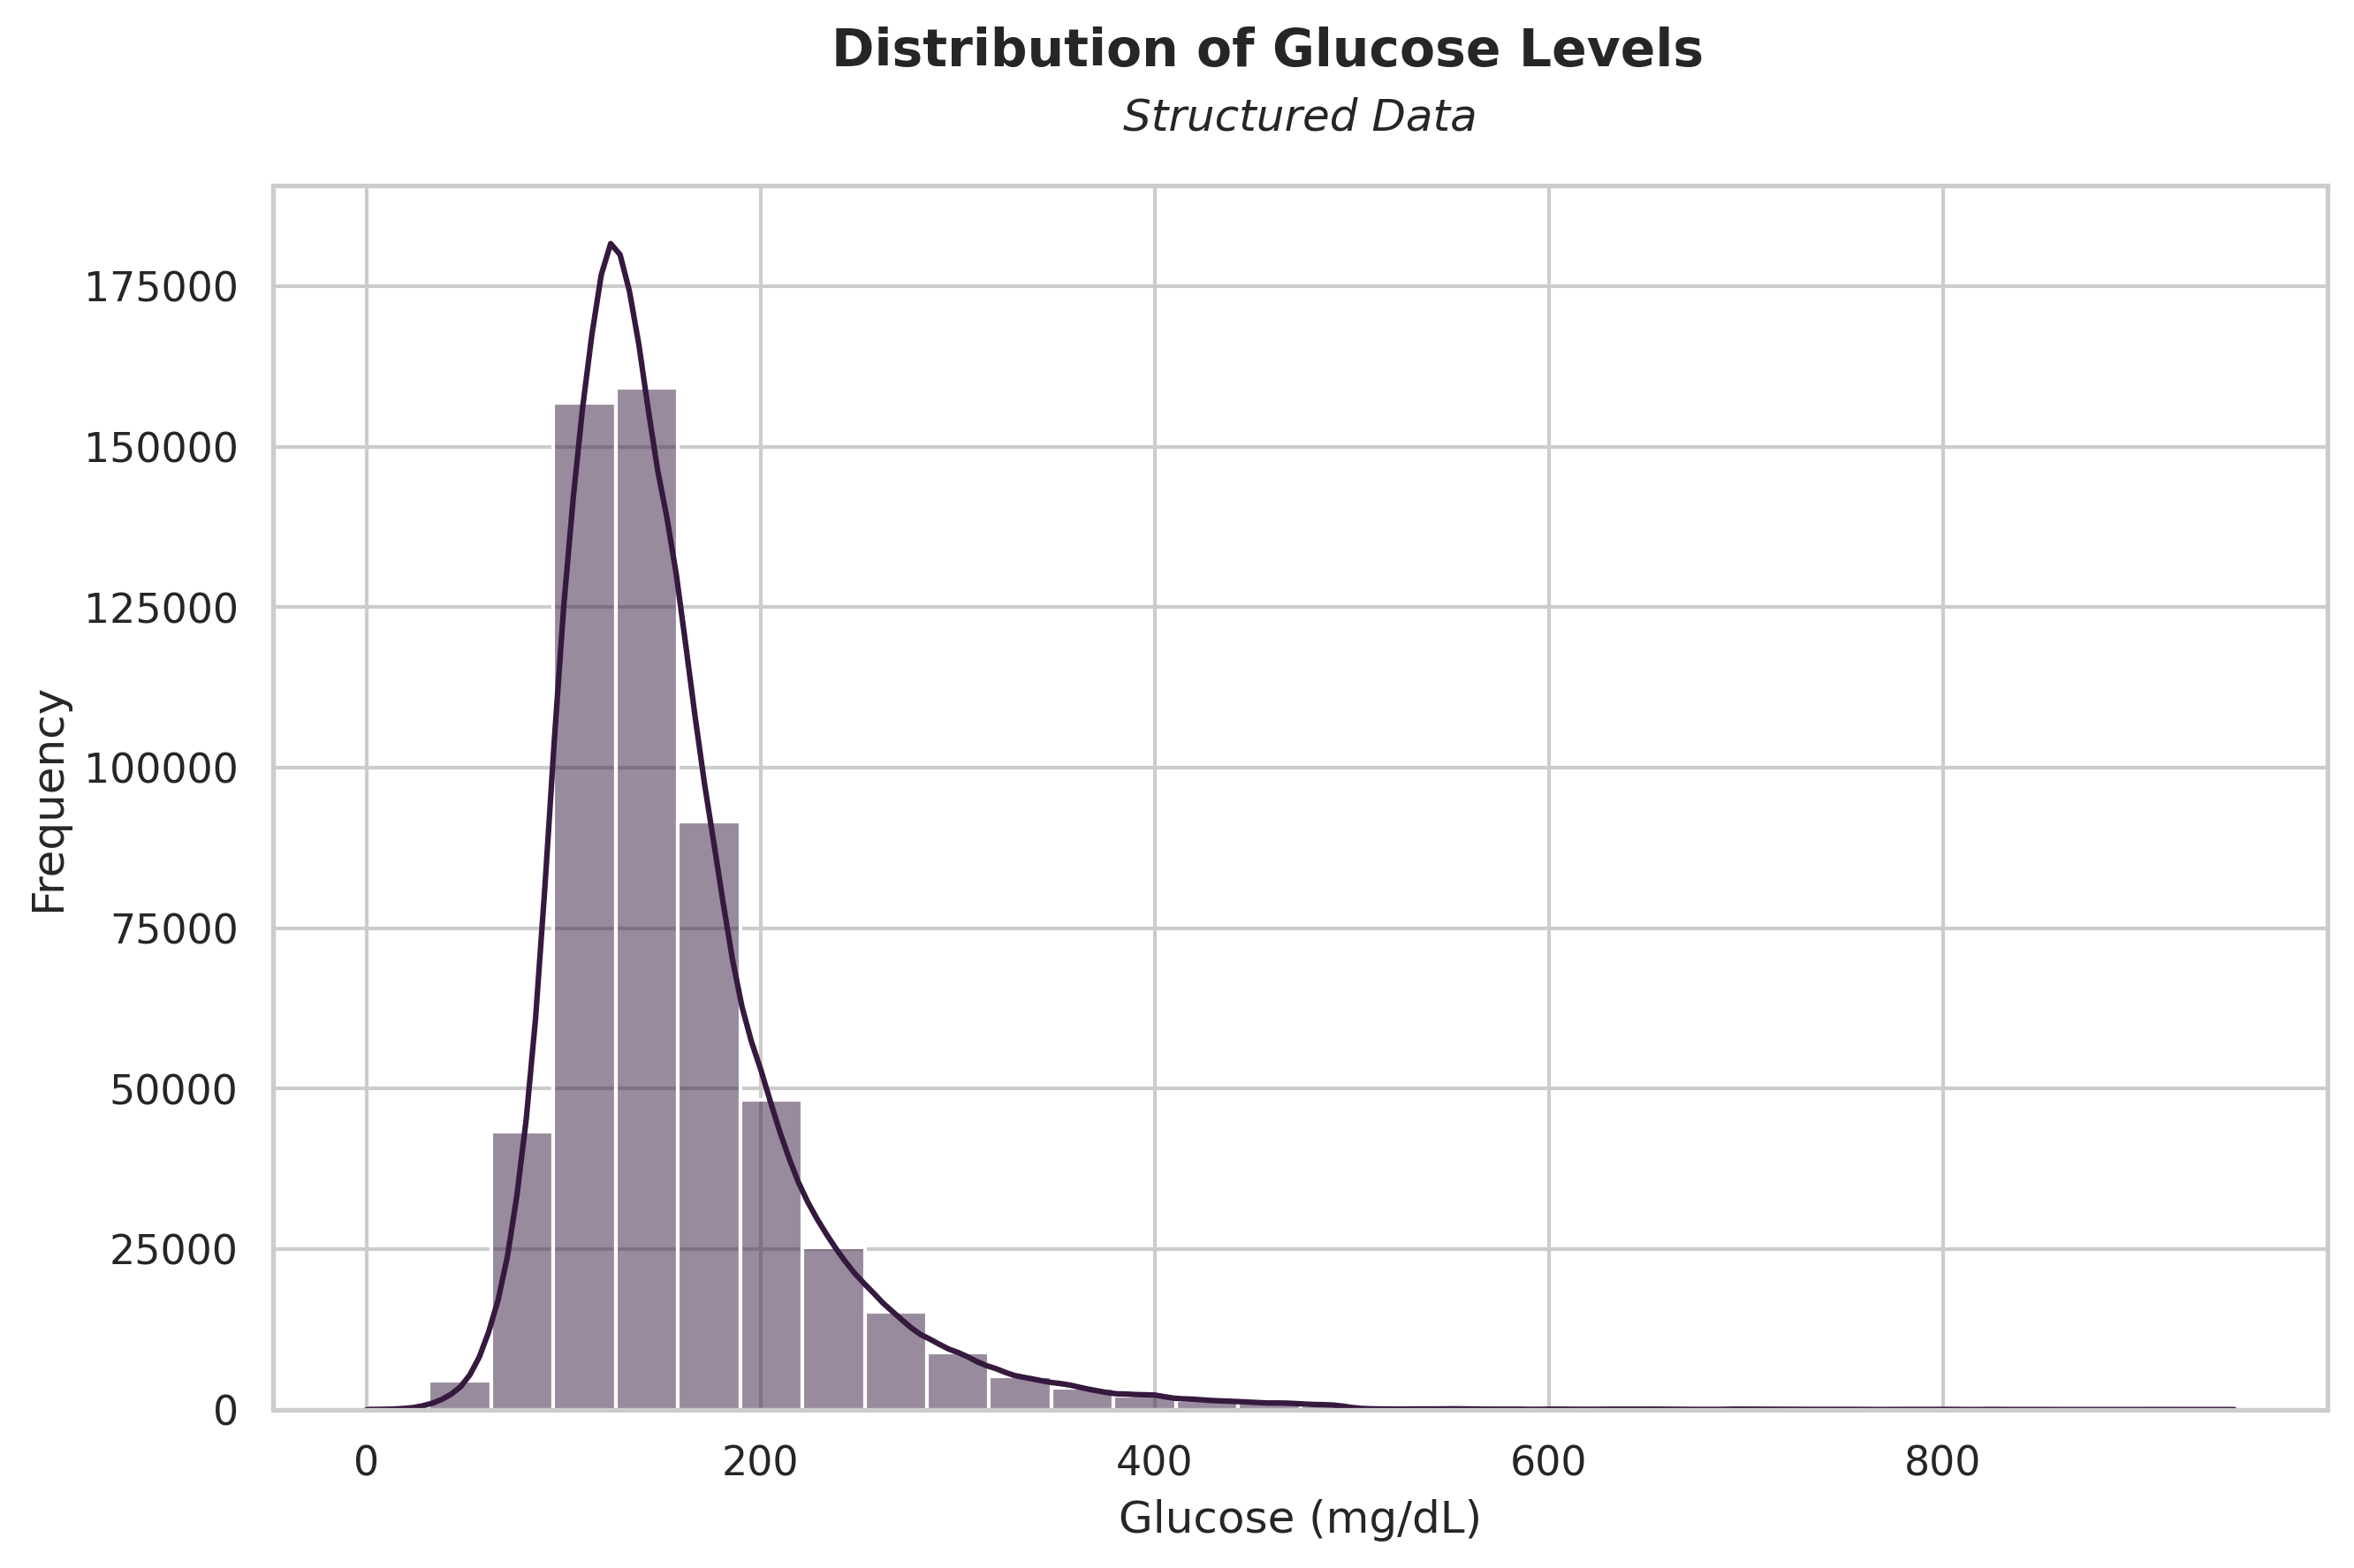 Distribution of Glucose Levels
Structured Data
Frequency
175000
150000
125000
100000
75000
50000
25000
0
0 200 400 600 800
Glucose (mg/dL)